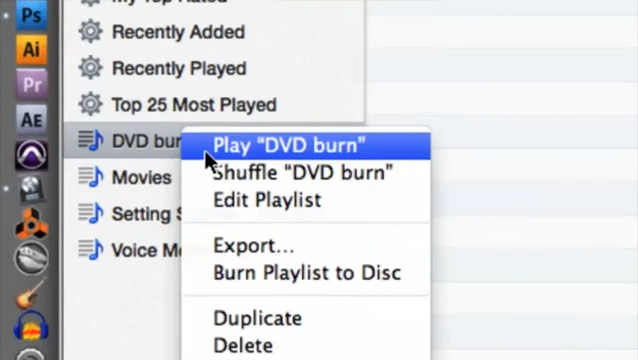 My Top Rated
Recently Added
Recently Played
Top 25 Most Played
DVD bur
Movies
Setting S
Voice M
Play “DVD burn”
Shuffle “DVD burn”
Edit Playlist
Export...
Burn Playlist to Disc
Duplicate
Delete
Ps
Ai
Pr
AE